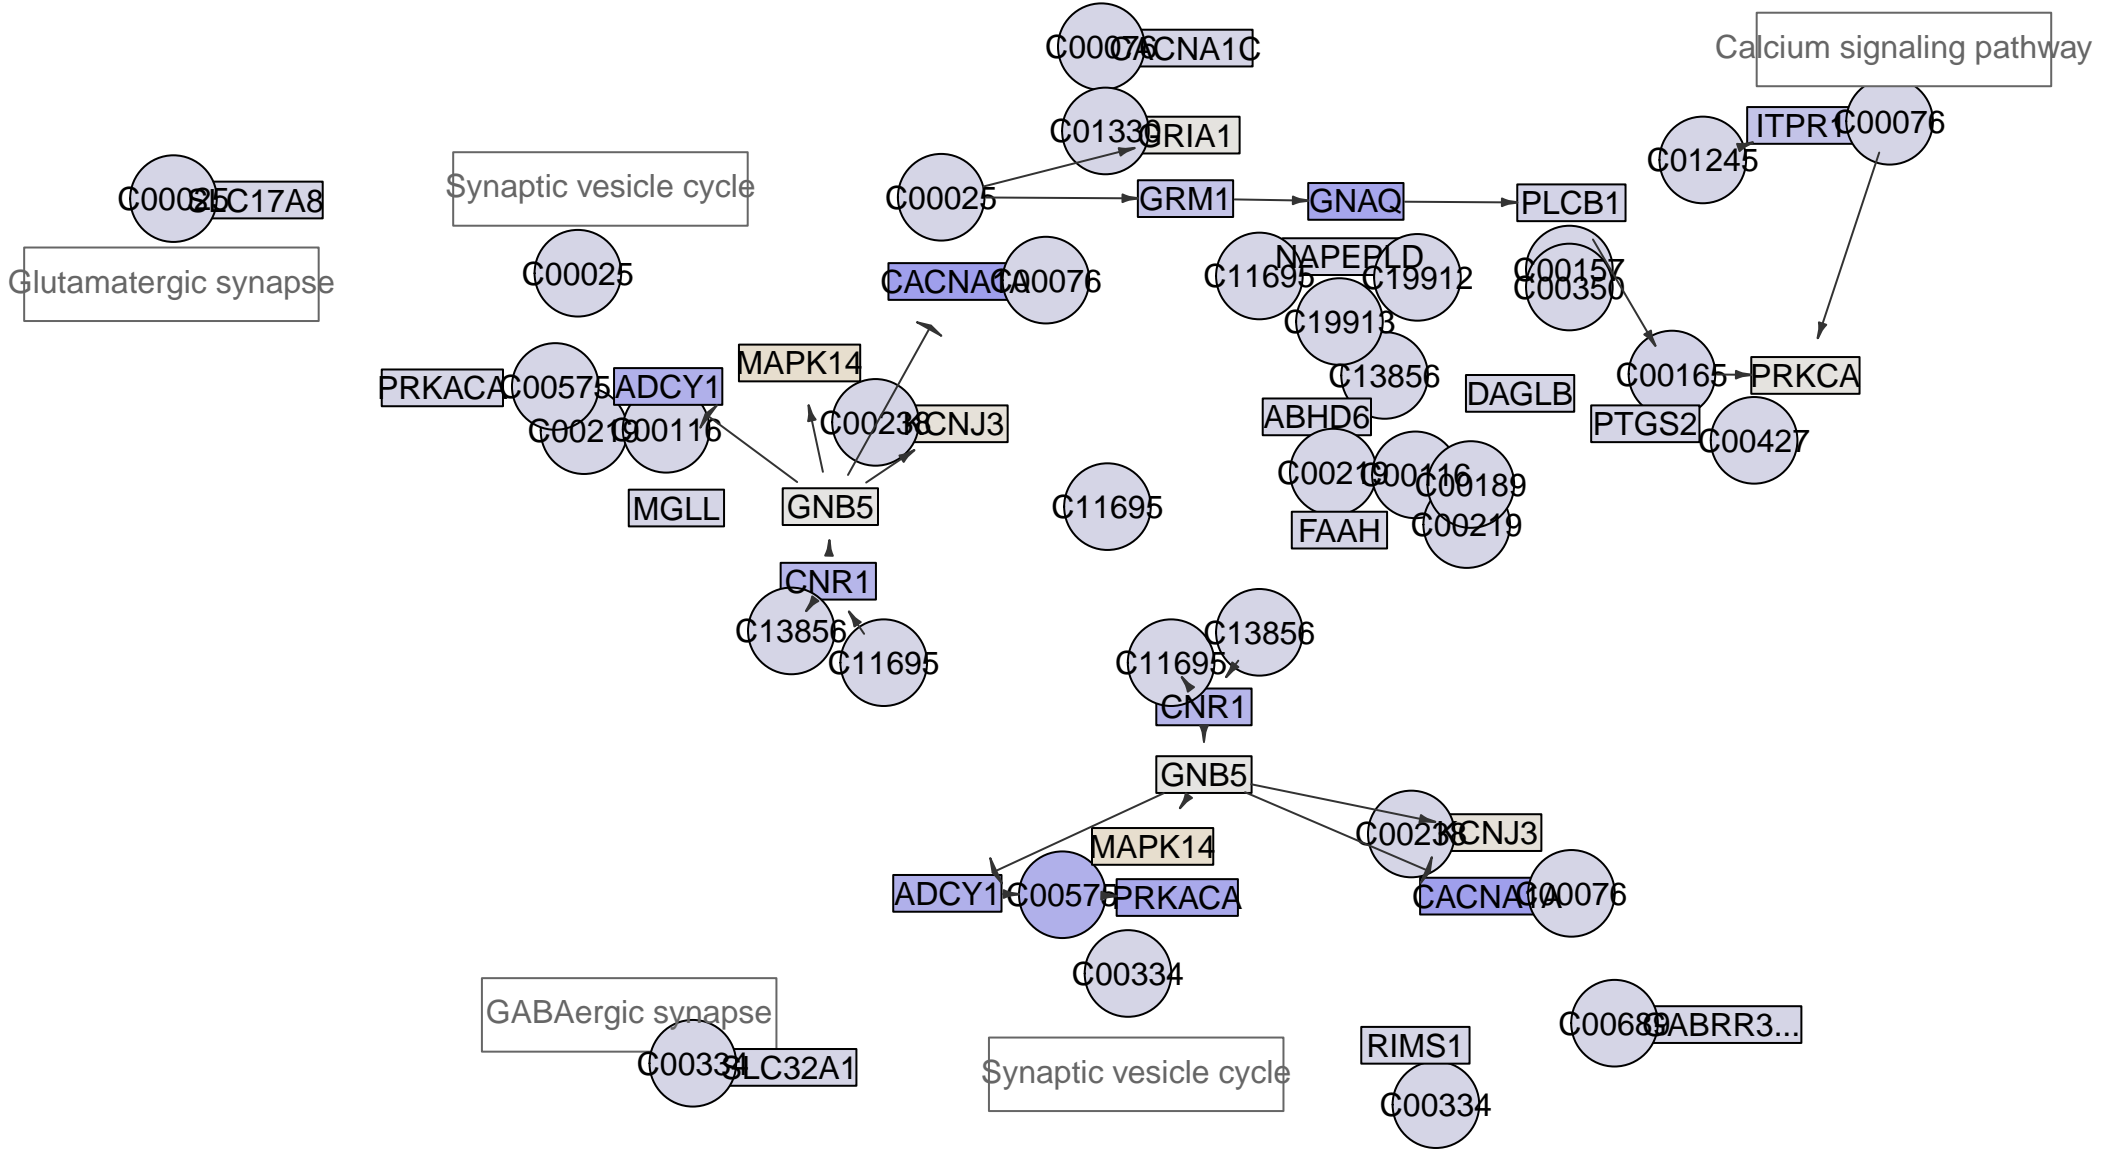 C00076
CACNA1C
Calcium signaling pathway
C01330
GRIA1
ITPR1
C00076
C01245
C00025
SLC17A8
Synaptic vesicle cycle
C00025
GRM1
GNAQ
PLCB1
Glutamatergic synapse
C00025
CACNA1A
C00076
C11695
NAPEPLD
C19912
C00157
C00350
C19913
PRKACA
C00575
ADCY1
MAPK14
C13856
DAGLB
C00165
PRKCA
C00219
C00116
C00238
KCNJ3
ABHD6
PTGS2
C00427
MGLL
GNB5
C11695
C00219
C00116
C00189
FAAH
C00219
CNR1
C13856
C11695
C11695
C13856
CNR1
GNB5
MAPK14
C00238
KCNJ3
ADCY1
C00575
PRKACA
CACNA1A
C00076
C00334
GABAergic synapse
C00334
SLC32A1
Synaptic vesicle cycle
RIMS1
C00334
C00689
GABRR3...